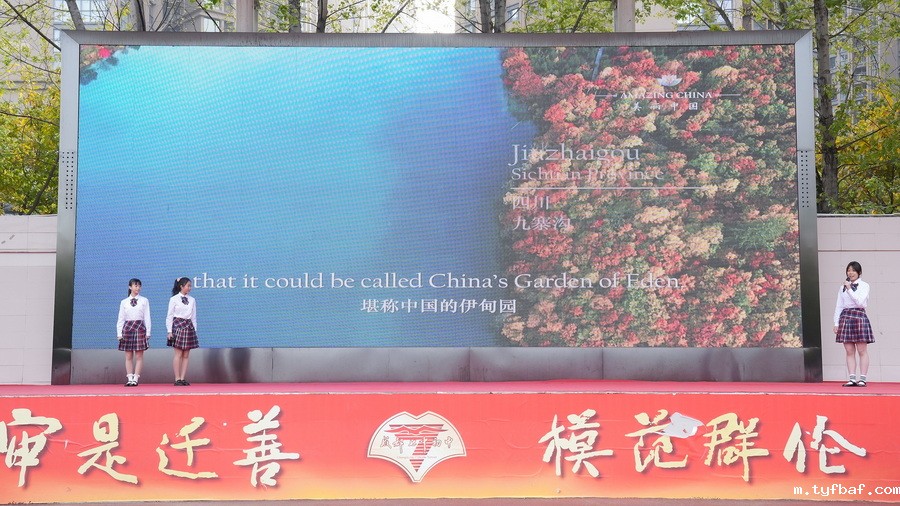 AMAZING CHINA
美丽中国
Jiuzhaigou
Sichuan Province
四川
九寨沟
that it could be called China's Garden of Eden.
堪称中国的伊甸园
审是迁善 模范群伦
m.tyfbaf.com